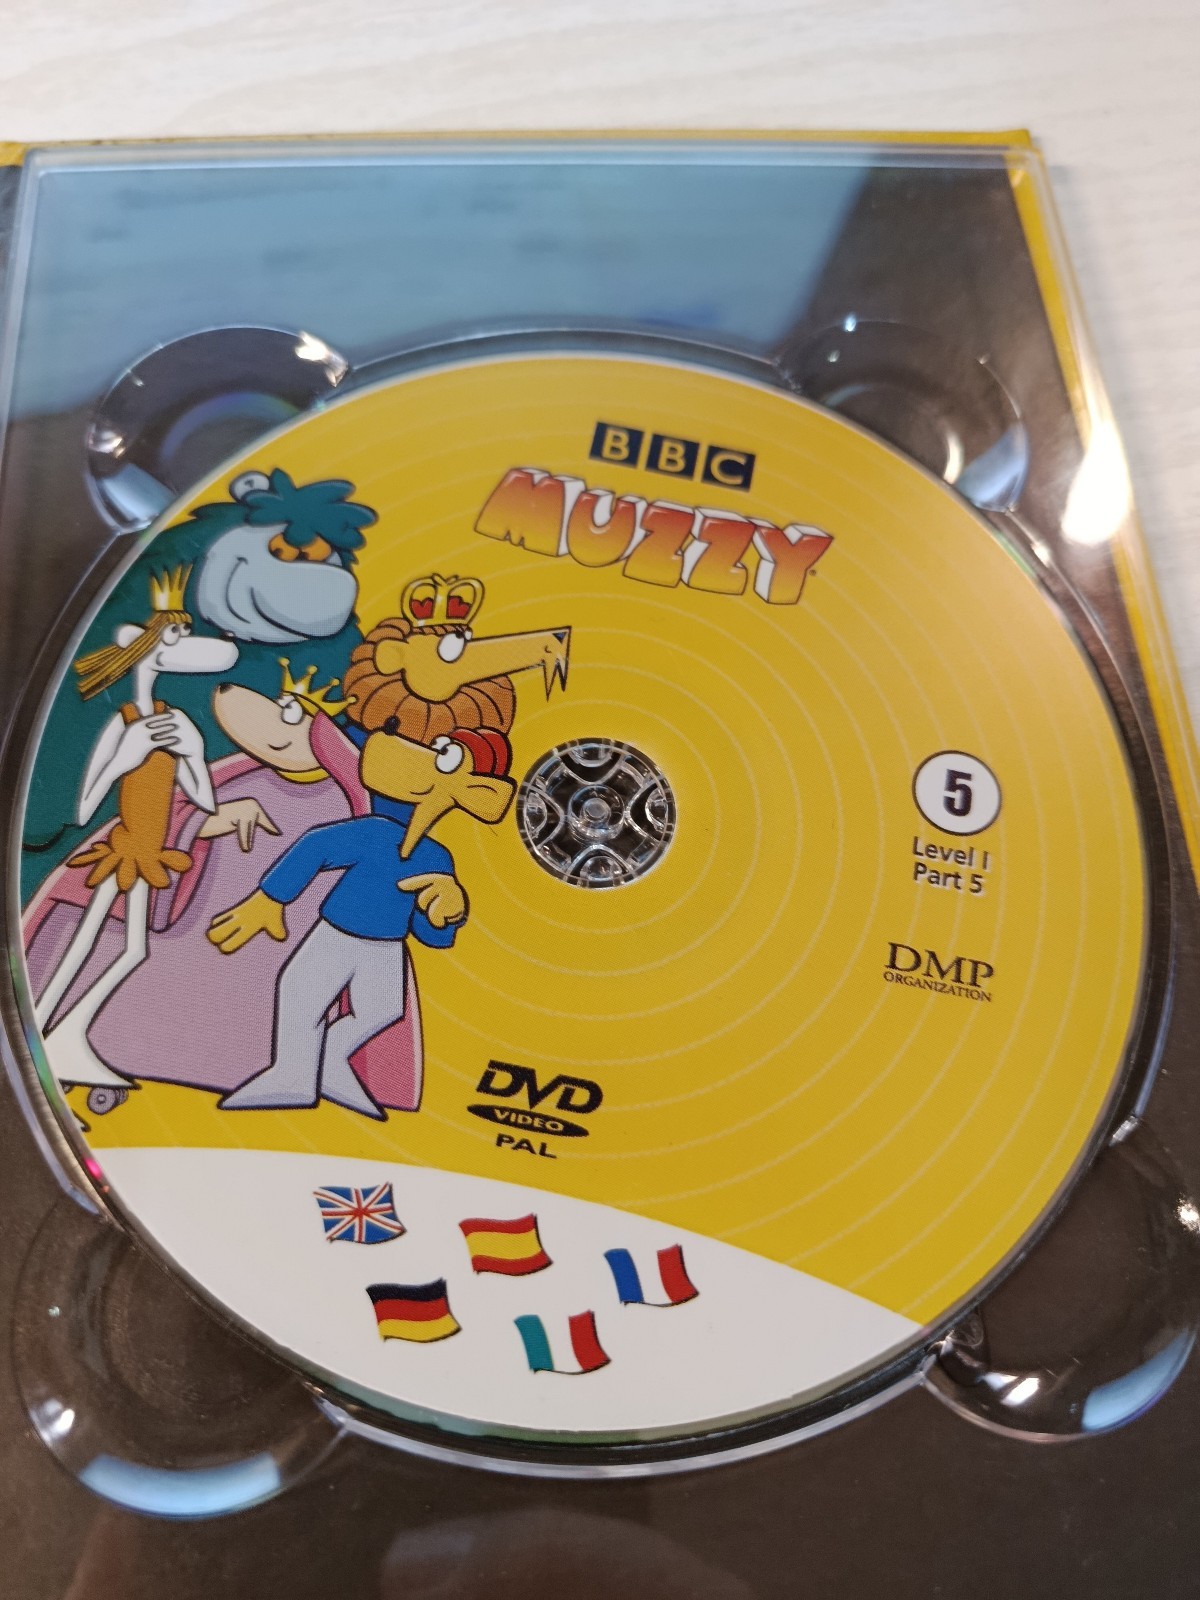 BBC
MUZZY
5
Level I
Part 5
DMP
ORGANIZATION
DVD
VIDEO
PAL